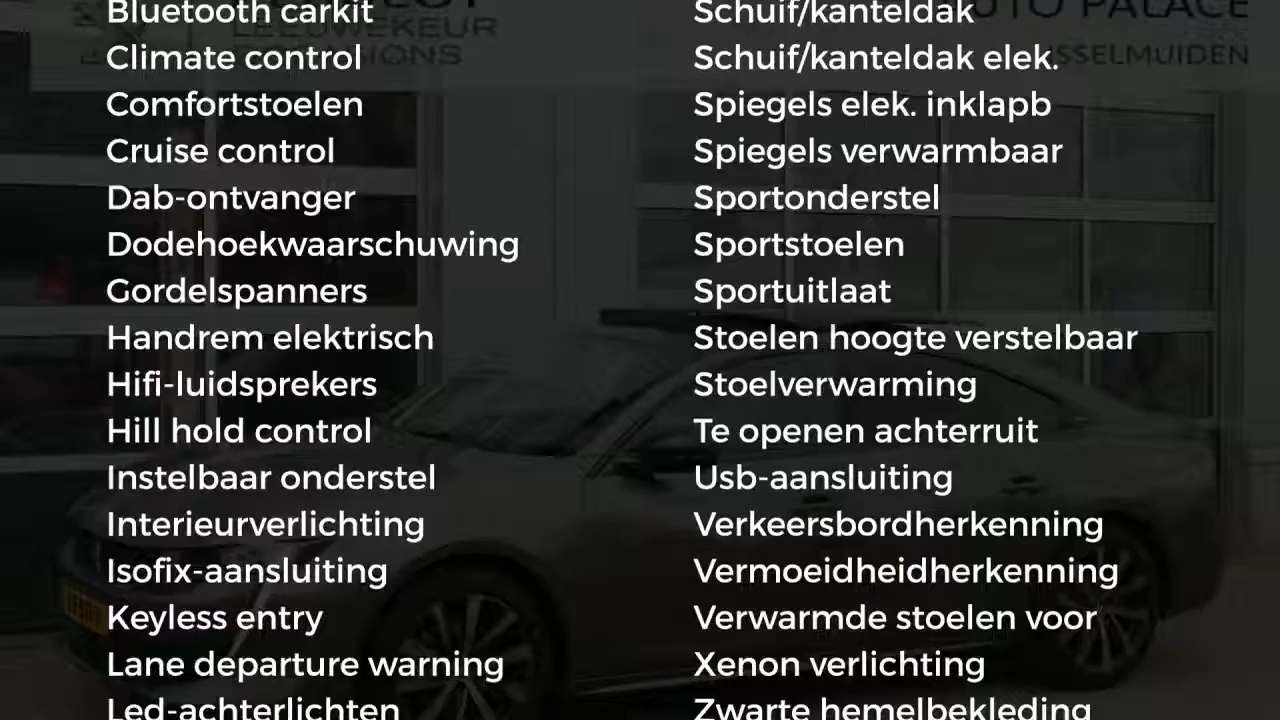 Bluetooth carkit
Climate control
Comfortstoelen
Cruise control
Dab-ontvanger
Dodehoekwaarschuwing
Gordelspanners
Handrem elektrisch
Hifi-luidsprekers
Hill hold control
Instelbaar onderstel
Interieurverlichting
Isofix-aansluiting
Keyless entry
Lane departure warning
Led-achterlichten
Schuif/kanteldak
Schuif/kanteldak elek.
Spiegels elek. inklapb
Spiegels verwarmbaar
Sportonderstel
Sportstoelen
Sportuitlaat
Stoelen hoogte verstelbaar
Stoelverwarming
Te openen achterruit
Usb-aansluiting
Verkeersbordherkenning
Vermoeidheidherkenning
Verwarmde stoelen voor
Xenon verlichting
Zwarte hemelbekleding
LEEUWEKEUR
PALACE